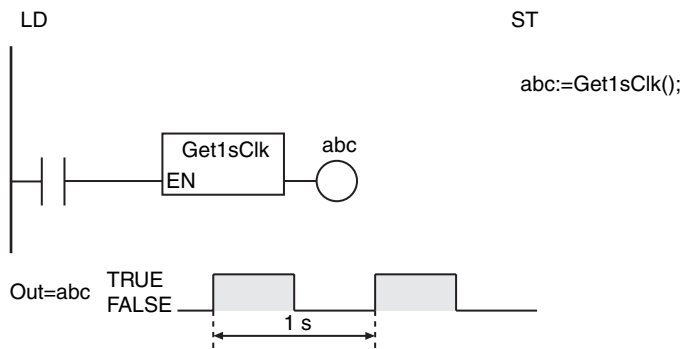 LD
ST
abc:=Get1sClk();
Get1sClk
abc
EN
Out=abc
TRUE
FALSE
1 s